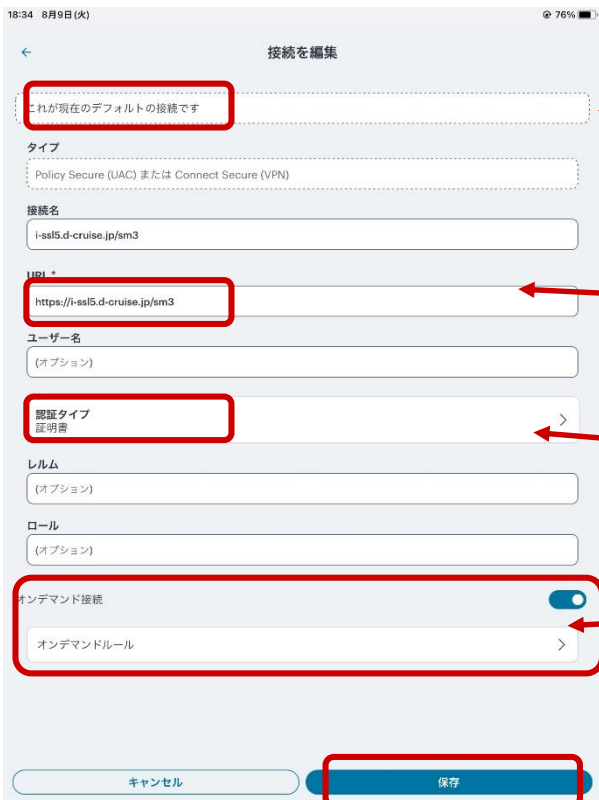 18:34 8月9日(火)
76%
接続を編集
これが現在のデフォルトの接続です
タイプ
Policy Secure (UAC) または Connect Secure (VPN)
接続名
i-ssl5.d-cruise.jp/sm3
URL *
https://i-ssl5.d-cruise.jp/sm3
ユーザー名
(オプション)
認証タイプ
証明書
レルム
(オプション)
ロール
(オプション)
オンデマンド接続
オンデマンドルール
キャンセル
保存